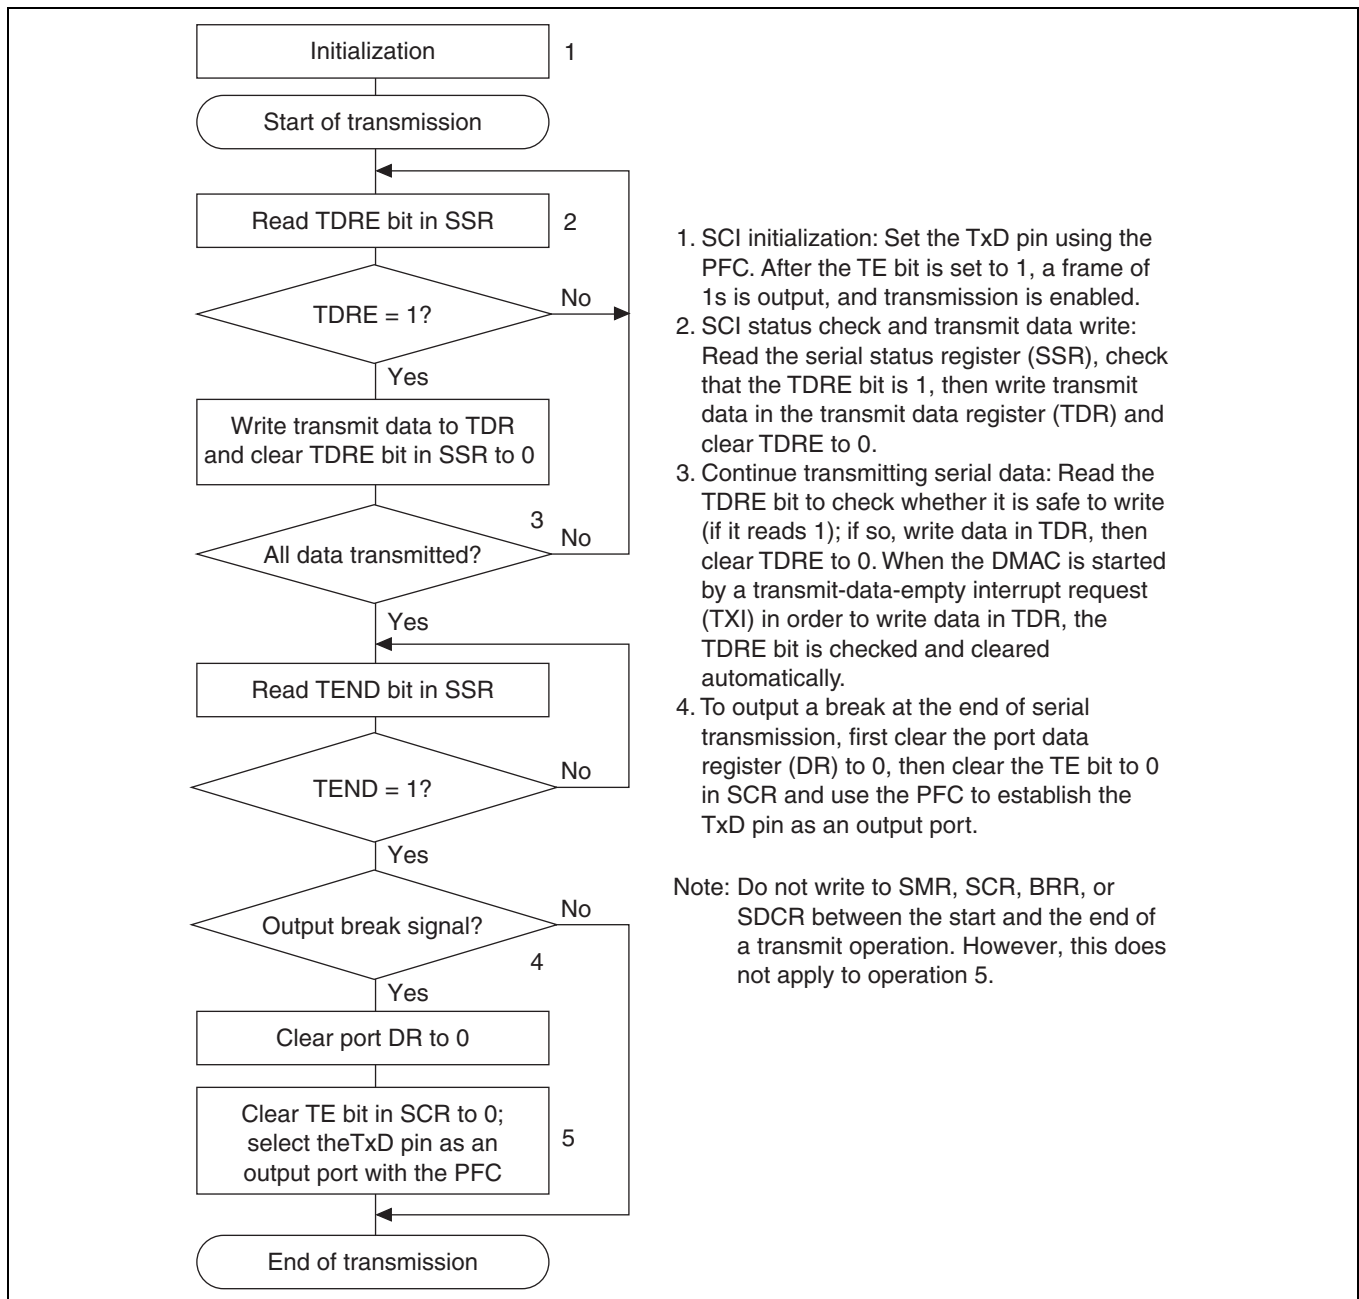 Initialization
1
Start of transmission
Read TDRE bit in SSR
2
TDRE = 1?
No
Yes
Write transmit data to TDR
and clear TDRE bit in SSR to 0
3
All data transmitted?
No
Yes
Read TEND bit in SSR
TEND = 1?
No
Yes
Output break signal?
No
4
Yes
Clear port DR to 0
Clear TE bit in SCR to 0;
select theTxD pin as an
output port with the PFC
5
End of transmission
1. SCI initialization: Set the TxD pin using the
PFC. After the TE bit is set to 1, a frame of
1s is output, and transmission is enabled.
2. SCI status check and transmit data write:
Read the serial status register (SSR), check
that the TDRE bit is 1, then write transmit
data in the transmit data register (TDR) and
clear TDRE to 0.
3. Continue transmitting serial data: Read the
TDRE bit to check whether it is safe to write
(if it reads 1); if so, write data in TDR, then
clear TDRE to 0. When the DMAC is started
by a transmit-data-empty interrupt request
(TXI) in order to write data in TDR, the
TDRE bit is checked and cleared
automatically.
4. To output a break at the end of serial
transmission, first clear the port data
register (DR) to 0, then clear the TE bit to 0
in SCR and use the PFC to establish the
TxD pin as an output port.
Note: Do not write to SMR, SCR, BRR, or
SDCR between the start and the end of
a transmit operation. However, this does
not apply to operation 5.